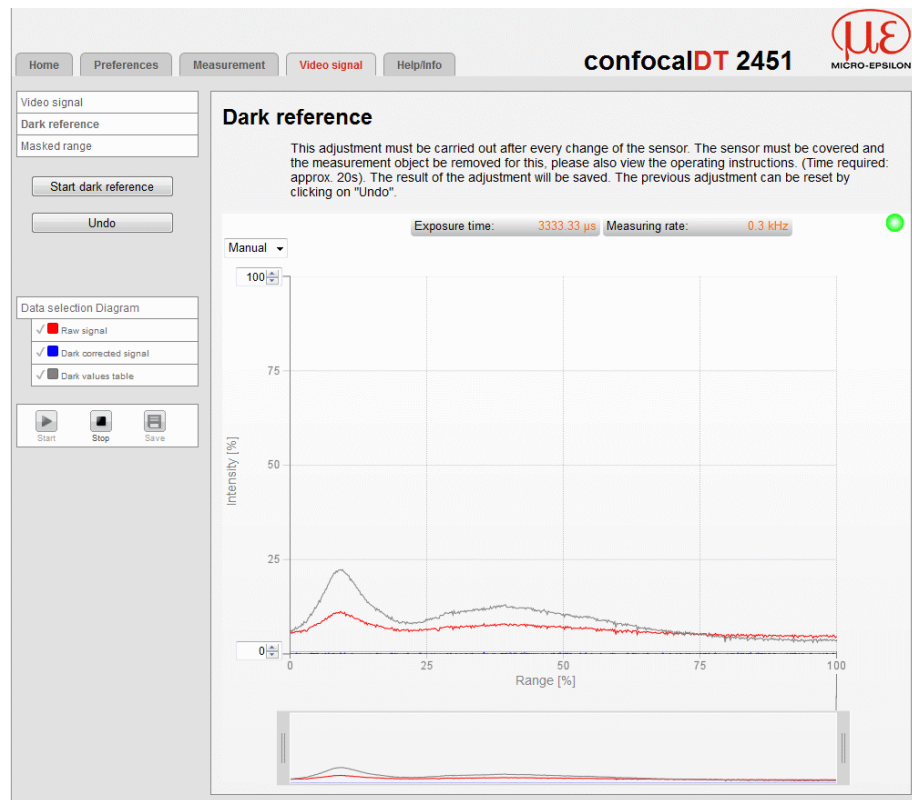 Home
Preferences
Measurement
Video signal
Help/Info
confocalDT 2451
με
MICRO-EPSILON
Video signal
Dark reference
Masked range
Start dark reference
Undo
Dark reference
This adjustment must be carried out after every change of the sensor. The sensor must be covered and
the measurement object be removed for this, please also view the operating instructions. (Time required:
approx. 20s). The result of the adjustment will be saved. The previous adjustment can be reset by
clicking on "Undo".
Exposure time: 3333.33 µs Measuring rate: 0.3 kHz
Manual
Data selection Diagram
Raw signal
Dark corrected signal
Dark values table
Start
Stop
Save
100
75
50
25
0
Intensity [%]
0 25 50 75 100
Range [%]